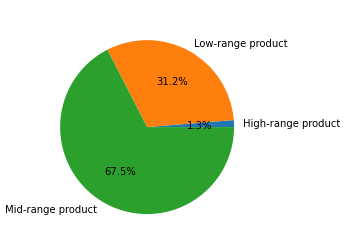 Low-range product
31.2%
1.3%
High-range product
67.5%
Mid-range product